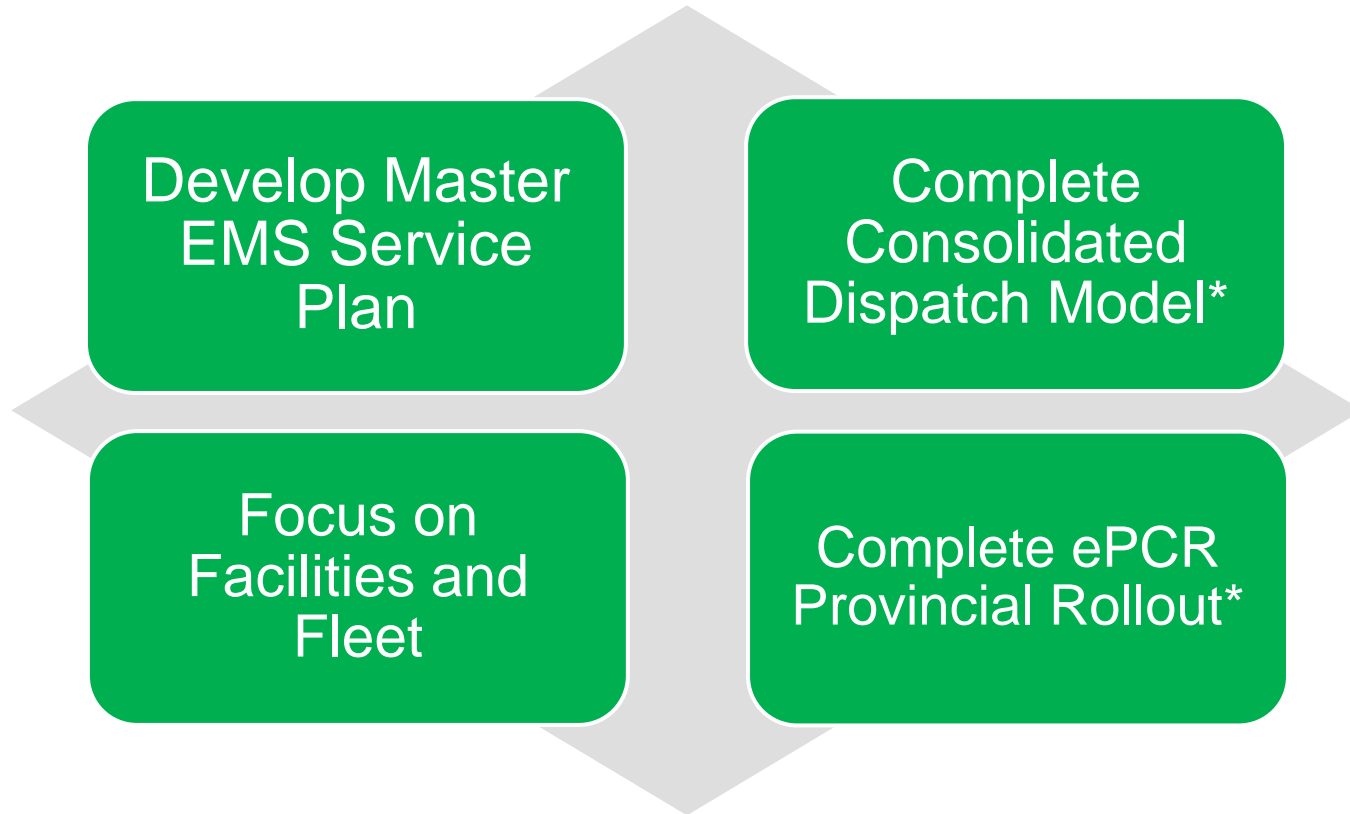 Develop Master
EMS Service
Plan
Complete
Consolidated
Dispatch Model*
Focus on
Facilities and
Fleet
Complete ePCR
Provincial Rollout*